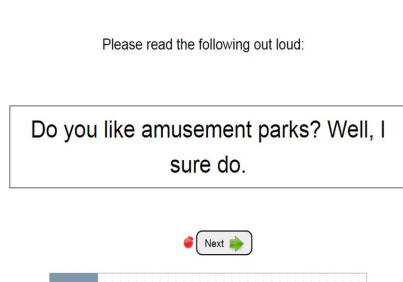 Please read the following out loud:
Do you like amusement parks? Well, I
sure do.
Next